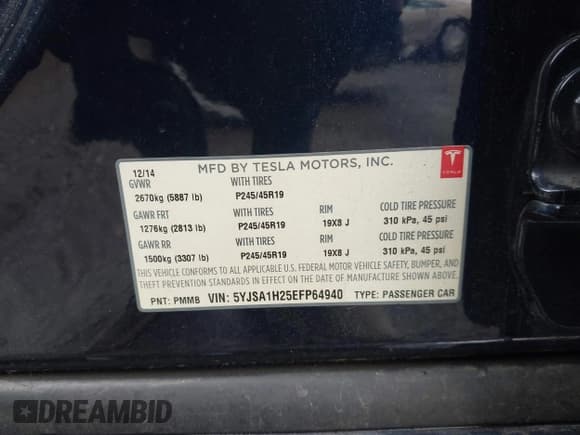 MFD BY TESLA MOTORS, INC.
TESLA
12/14
GVWR WITH TIRES
2670kg (5887 lb) P245/45R19
GAWR FRT WITH TIRES RIM COLD TIRE PRESSURE
1276kg (2813 lb) P245/45R19 19X8 J 310 kPa, 45 psi
GAWR RR WITH TIRES RIM COLD TIRE PRESSURE
1500kg (3307 lb) P245/45R19 19X8 J 310 kPa, 45 psi
THIS VEHICLE CONFORMS TO ALL APPLICABLE U.S. FEDERAL MOTOR VEHICLE SAFETY, BUMPER, AND
THEFT PREVENTION STANDARDS IN EFFECT ON THE DATE OF MANUFACTURE SHOWN ABOVE.
PNT: PMMB VIN: 5YJSA1H25EFP64940 TYPE: PASSENGER CAR
DREAMBID